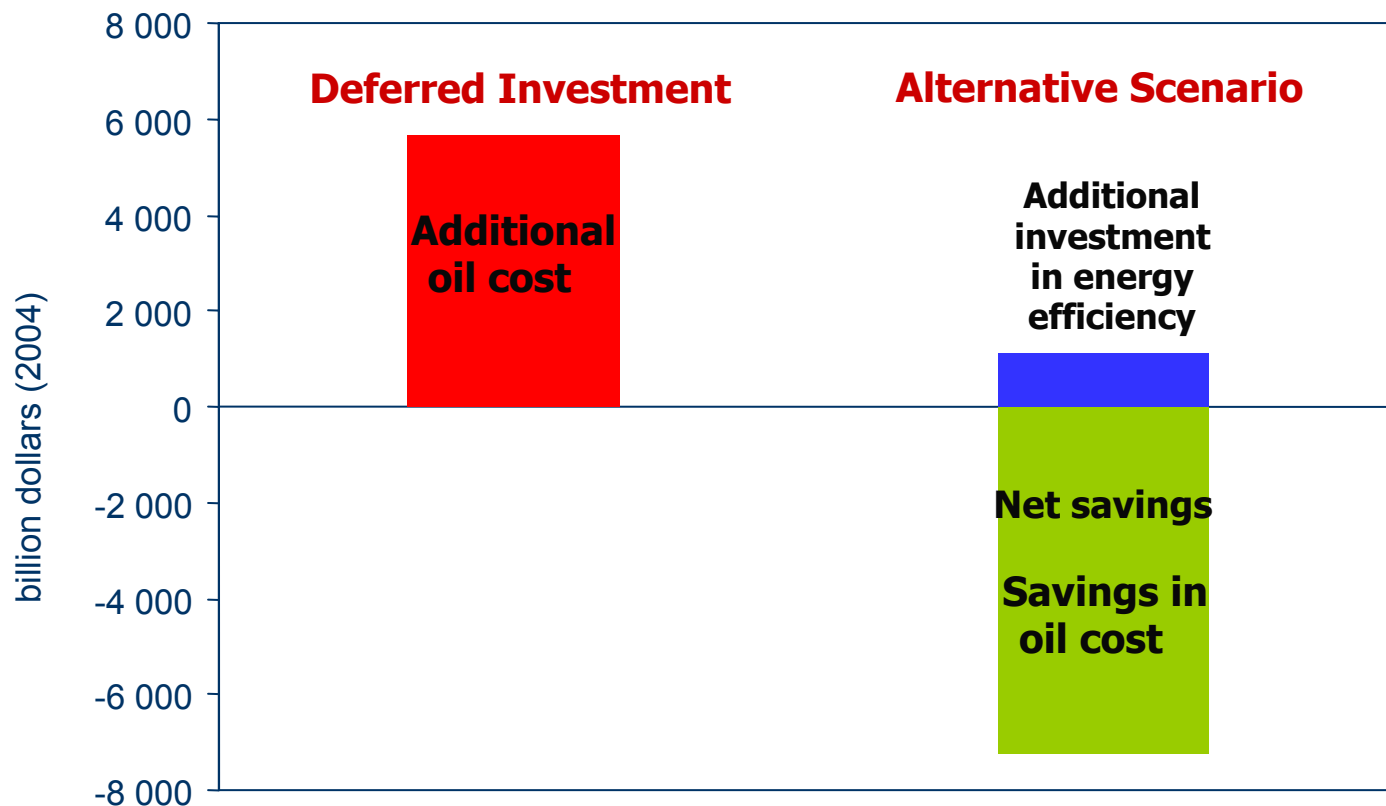 8 000
6 000
4 000
2 000
0
-2 000
-4 000
-6 000
-8 000
billion dollars (2004)
Deferred Investment
Additional
oil cost
Alternative Scenario
Additional
investment
in energy
efficiency
Net savings
Savings in
oil cost